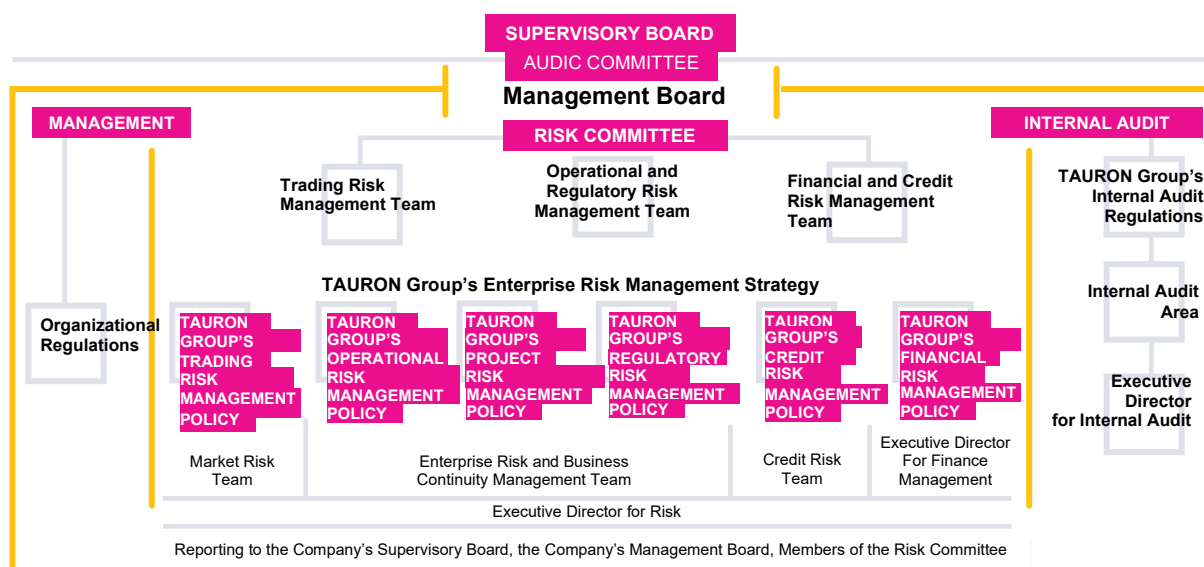 SUPERVISORY BOARD
AUDIC COMMITTEE
Management Board
MANAGEMENT
RISK COMMITTEE
INTERNAL AUDIT
Trading Risk
Management Team
Operational and
Regulatory Risk
Management Team
Financial and Credit
Risk Management
Team
TAURON Group's
Internal Audit
Regulations
TAURON Group's Enterprise Risk Management Strategy
Organizational
Regulations
TAURON
GROUP'S
TRADING
RISK
MANAGEMENT
POLICY
TAURON
GROUP'S
OPERATIONAL
RISK
MANAGEMENT
POLICY
TAURON
GROUP'S
PROJECT
RISK
MANAGEMENT
POLICY
TAURON
GROUP'S
REGULATORY
RISK
MANAGEMENT
POLICY
TAURON
GROUP'S
CREDIT
RISK
MANAGEMENT
POLICY
TAURON
GROUP'S
FINANCIAL
RISK
MANAGEMENT
POLICY
Internal Audit
Area
Executive
Director
for Internal Audit
Market Risk
Team
Enterprise Risk and Business
Continuity Management Team
Credit Risk
Team
Executive Director
For Finance
Management
Executive Director for Risk
Reporting to the Company's Supervisory Board, the Company's Management Board, Members of the Risk Committee